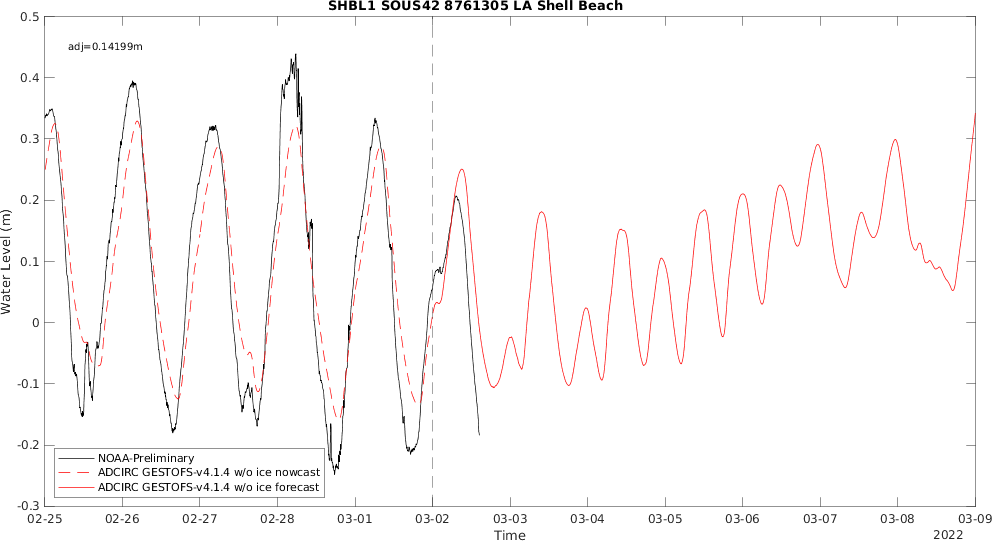 SHBL1 SOUS42 8761305 LA Shell Beach
adj=0.14199m
0.5
0.4
0.3
0.2
0.1
0
-0.1
-0.2
-0.3
Water Level (m)
NOAA-Preliminary
ADCIRC GESTOFS-v4.1.4 w/o ice nowcast
ADCIRC GESTOFS-v4.1.4 w/o ice forecast
02-25 02-26 02-27 02-28 03-01 03-02 03-03 03-04 03-05 03-06 03-07 03-08 03-09
Time
2022